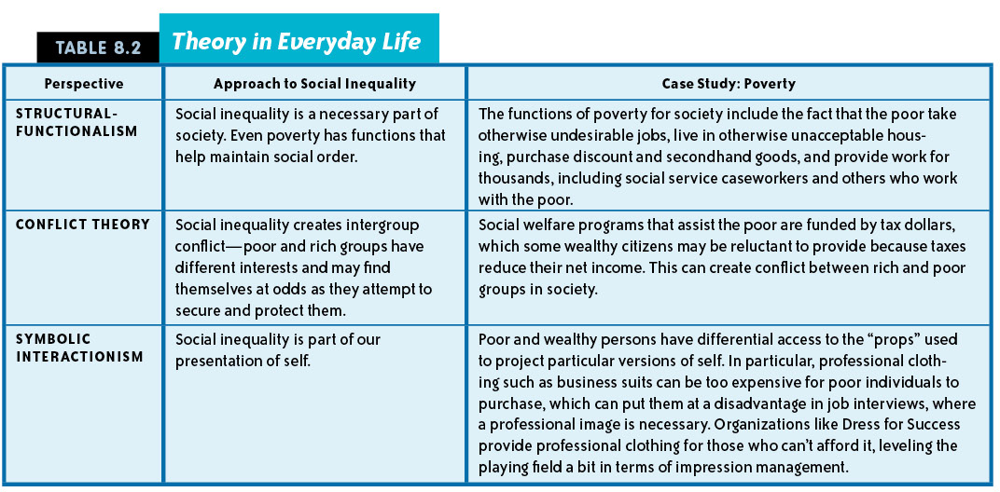 TABLE 8.2
Theory in Everyday Life
Perspective
Approach to Social Inequality
Case Study: Poverty
STRUCTURAL-
FUNCTIONALISM
Social inequality is a necessary part of
society. Even poverty has functions that
help maintain social order.
The functions of poverty for society include the fact that the poor take
otherwise undesirable jobs, live in otherwise unacceptable hous-
ing, purchase discount and secondhand goods, and provide work for
thousands, including social service caseworkers and others who work
with the poor.
CONFLICT THEORY
Social inequality creates intergroup
conflict—poor and rich groups have
different interests and may find
themselves at odds as they attempt to
secure and protect them.
Social welfare programs that assist the poor are funded by tax dollars,
which some wealthy citizens may be reluctant to provide because taxes
reduce their net income. This can create conflict between rich and poor
groups in society.
SYMBOLIC
INTERACTIONISM
Social inequality is part of our
presentation of self.
Poor and wealthy persons have differential access to the “props” used
to project particular versions of self. In particular, professional cloth-
ing such as business suits can be too expensive for poor individuals to
purchase, which can put them at a disadvantage in job interviews, where
a professional image is necessary. Organizations like Dress for Success
provide professional clothing for those who can’t afford it, leveling the
playing field a bit in terms of impression management.